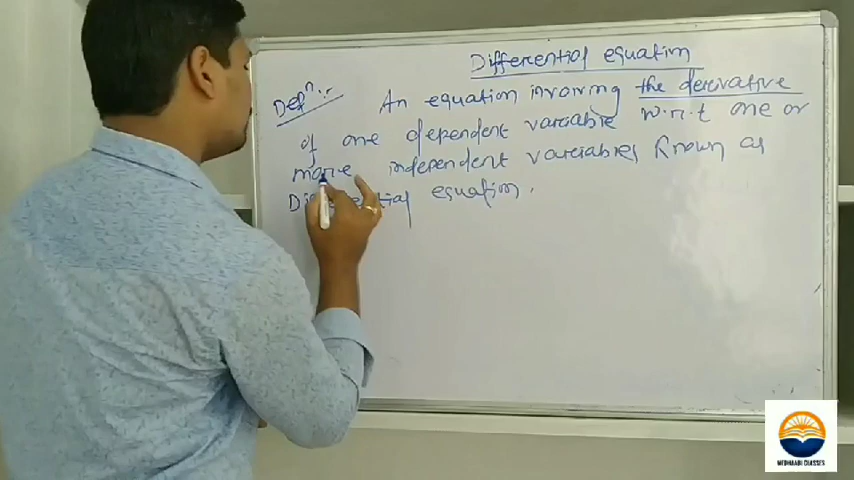 Differential equation
Defⁿ :- An equation involving the derivative
of one dependent variable w.r.t one or
more independent variables known as
equation.
MEDHAABI CLASSES